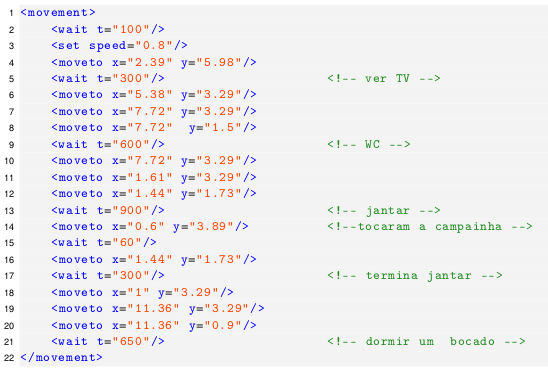 1 <movement>
2 <wait t="100"/>
3 <set speed="0.8"/>
4 <moveto x="2.39" y="5.98"/>
5 <wait t="300"/> <!-- ver TV -->
6 <moveto x="5.38" y="3.29"/>
7 <moveto x="7.72" y="3.29"/>
8 <moveto x="7.72"  y="1.5"/>
9 <wait t="600"/> <!-- WC -->
10 <moveto x="7.72" y="3.29"/>
11 <moveto x="1.61" y="3.29"/>
12 <moveto x="1.44" y="1.73"/>
13 <wait t="900"/> <!-- jantar -->
14 <moveto x="0.6" y="3.89"/> <!--tocaram a campainha -->
15 <wait t="60"/>
16 <moveto x="1.44" y="1.73"/>
17 <wait t="300"/> <!-- termina jantar -->
18 <moveto x="1" y="3.29"/>
19 <moveto x="11.36" y="3.29"/>
20 <moveto x="11.36" y="0.9"/>
21 <wait t="650"/> <!-- dormir um  bocado -->
22 </movement>